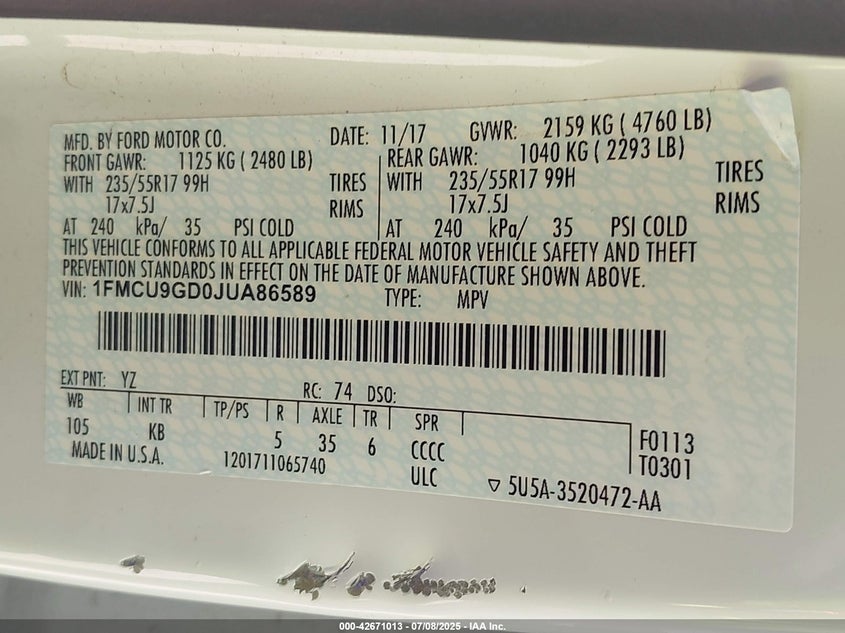 MFD. BY FORD MOTOR CO. DATE: 11/17 GVWR: 2159 KG ( 4760 LB)
FRONT GAWR: 1125 KG ( 2480 LB) REAR GAWR: 1040 KG ( 2293 LB)
WITH 235/55R17 99H TIRES WITH 235/55R17 99H TIRES
17x7.5J RIMS 17x7.5J RIMS
AT 240 kPa/ 35 PSI COLD AT 240 kPa/ 35 PSI COLD
THIS VEHICLE CONFORMS TO ALL APPLICABLE FEDERAL MOTOR VEHICLE SAFETY AND THEFT
PREVENTION STANDARDS IN EFFECT ON THE DATE OF MANUFACTURE SHOWN ABOVE.
VIN: 1FMCU9GD0JUA86589 TYPE: MPV
EXT PNT: YZ RC: 74 DSO:
WB INT TR TP/PS R AXLE TR SPR
105 KB 5 35 6 CCCC F0113
MADE IN U.S.A. 1201711065740 ULC T0301
▽ 5U5A-3520472-AA
000-42671013 - 07/08/2025 - IAA Inc.